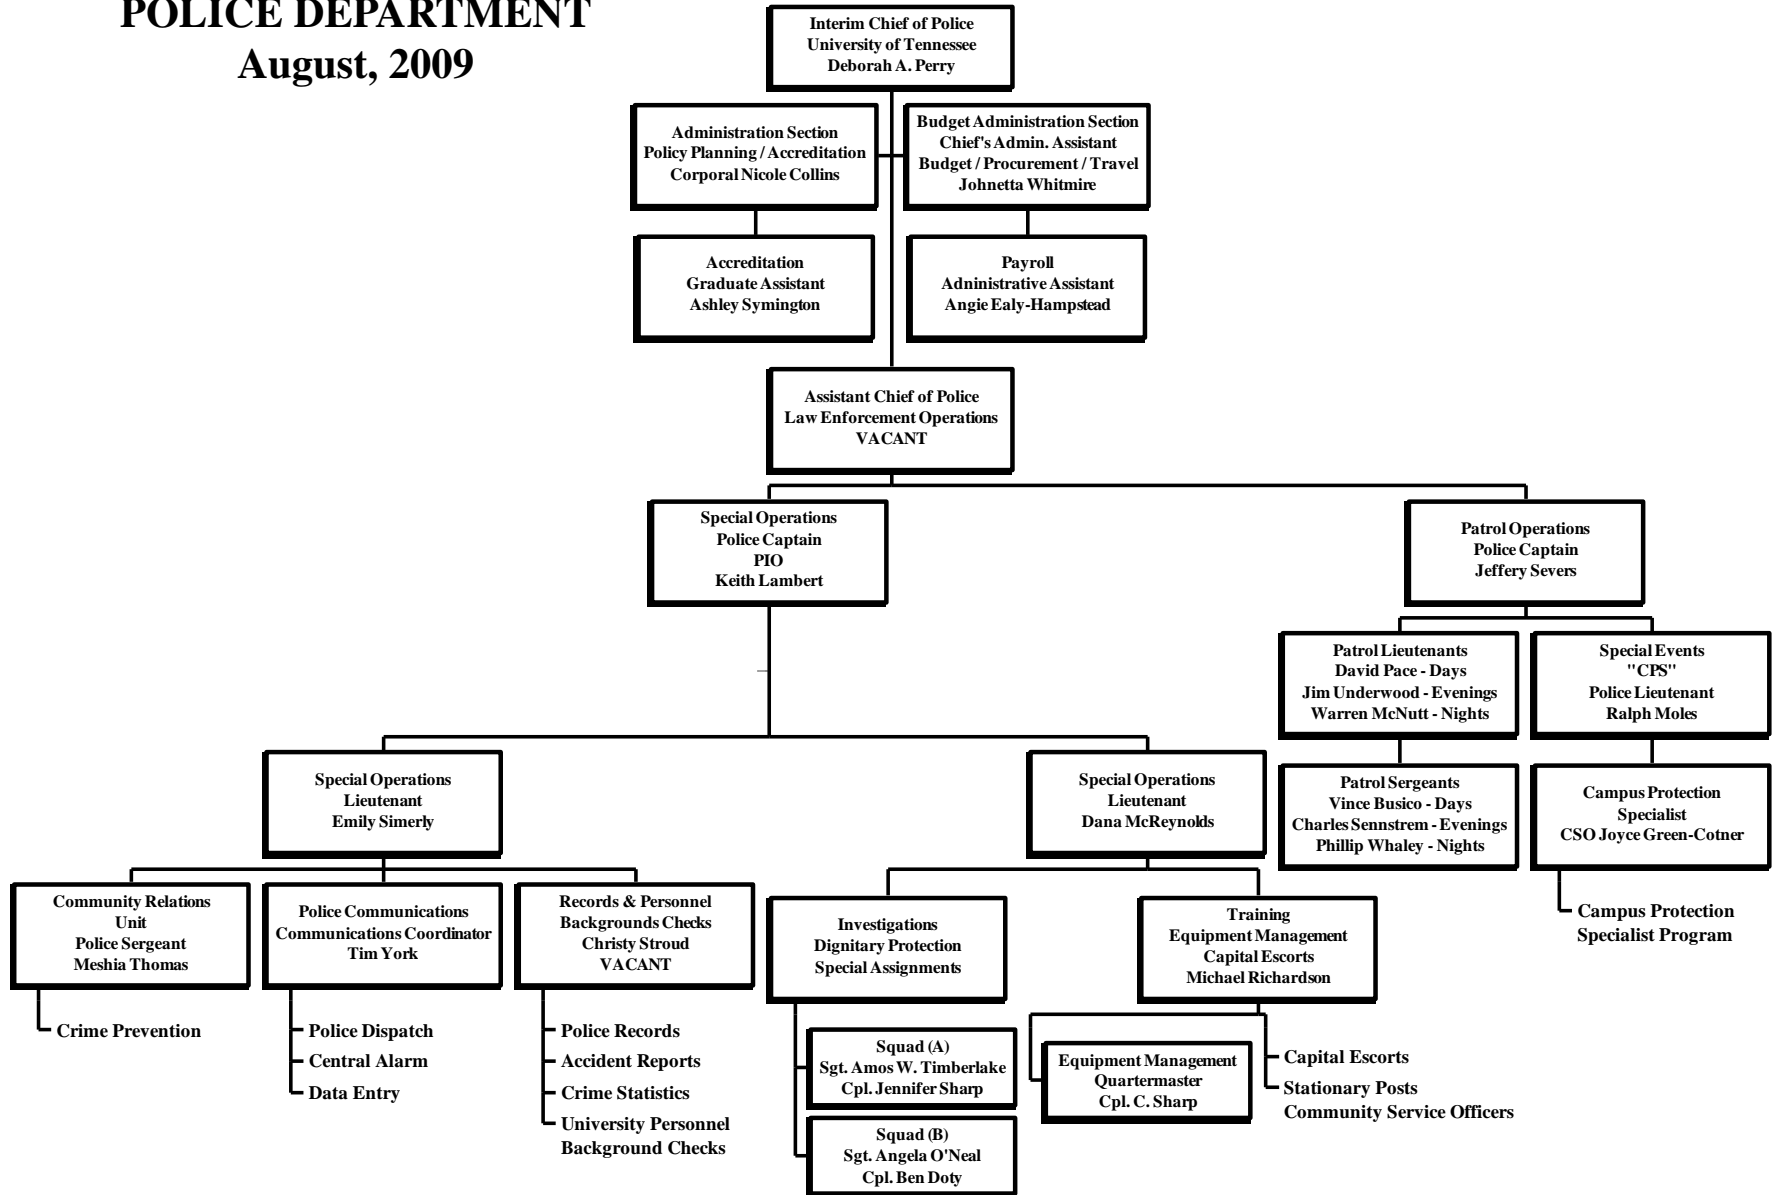 POLICE DEPARTMENT
August, 2009
Interim Chief of Police
University of Tennessee
Deborah A. Perry
Administration Section
Policy Planning / Accreditation
Corporal Nicole Collins
Budget Administration Section
Chief's Admin. Assistant
Budget / Procurement / Travel
Johnetta Whitmire
Accreditation
Graduate Assistant
Ashley Symington
Payroll
Adninistrative Assistant
Angie Ealy-Hampstead
Assistant Chief of Police
Law Enforcement Operations
VACANT
Special Operations
Police Captain
PIO
Keith Lambert
Patrol Operations
Police Captain
Jeffery Severs
Patrol Lieutenants
David Pace - Days
Jim Underwood - Evenings
Warren McNutt - Nights
Special Events
"CPS"
Police Lieutenant
Ralph Moles
Special Operations
Lieutenant
Emily Simerly
Special Operations
Lieutenant
Dana McReynolds
Patrol Sergeants
Vince Busico - Days
Charles Sennstrem - Evenings
Phillip Whaley - Nights
Campus Protection
Specialist
CSO Joyce Green-Cotner
Campus Protection
Specialist Program
Community Relations
Unit
Police Sergeant
Meshia Thomas
Crime Prevention
Police Communications
Communications Coordinator
Tim York
Police Dispatch
Central Alarm
Data Entry
Records & Personnel
Backgrounds Checks
Christy Stroud
VACANT
Police Records
Accident Reports
Crime Statistics
University Personnel
Background Checks
Investigations
Dignitary Protection
Special Assignments
Squad (A)
Sgt. Amos W. Timberlake
Cpl. Jennifer Sharp
Squad (B)
Sgt. Angela O'Neal
Cpl. Ben Doty
Training
Equipment Management
Capital Escorts
Michael Richardson
Equipment Management
Quartermaster
Cpl. C. Sharp
Capital Escorts
Stationary Posts
Community Service Officers